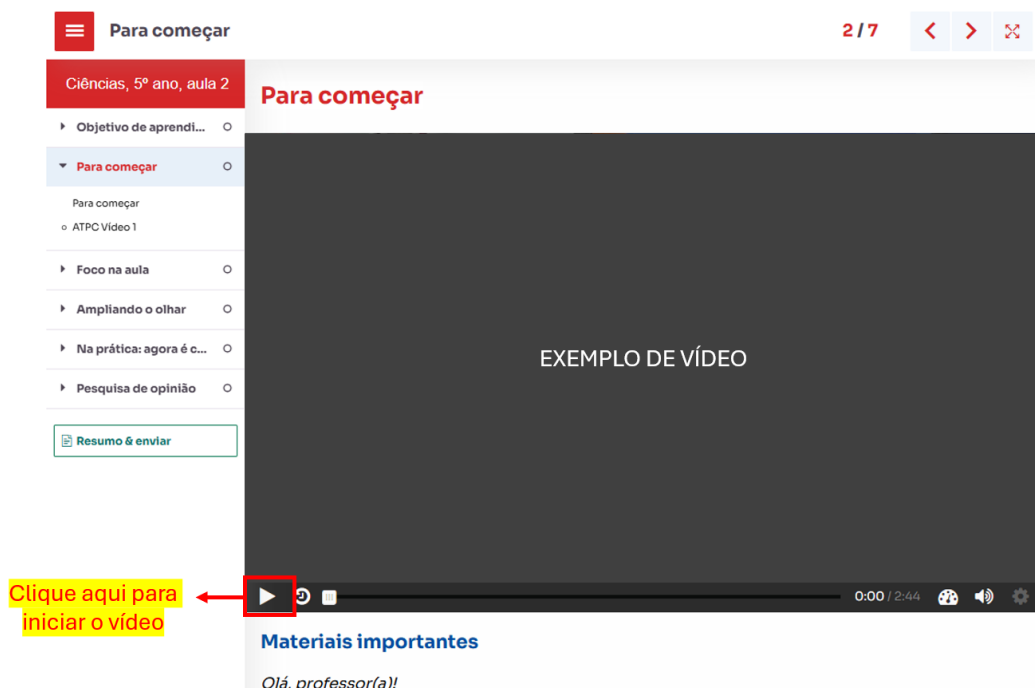 Para começar
2 / 7
Ciências, 5º ano, aula 2
Objetivo de aprendi...
Para começar
Para começar
ATPC Vídeo 1
Foco na aula
Ampliando o olhar
Na prática: agora é c...
Pesquisa de opinião
Resumo & enviar
Para começar
EXEMPLO DE VÍDEO
Clique aqui para
iniciar o vídeo
0:00 / 2:44
Materiais importantes
Olá, professor(a)!